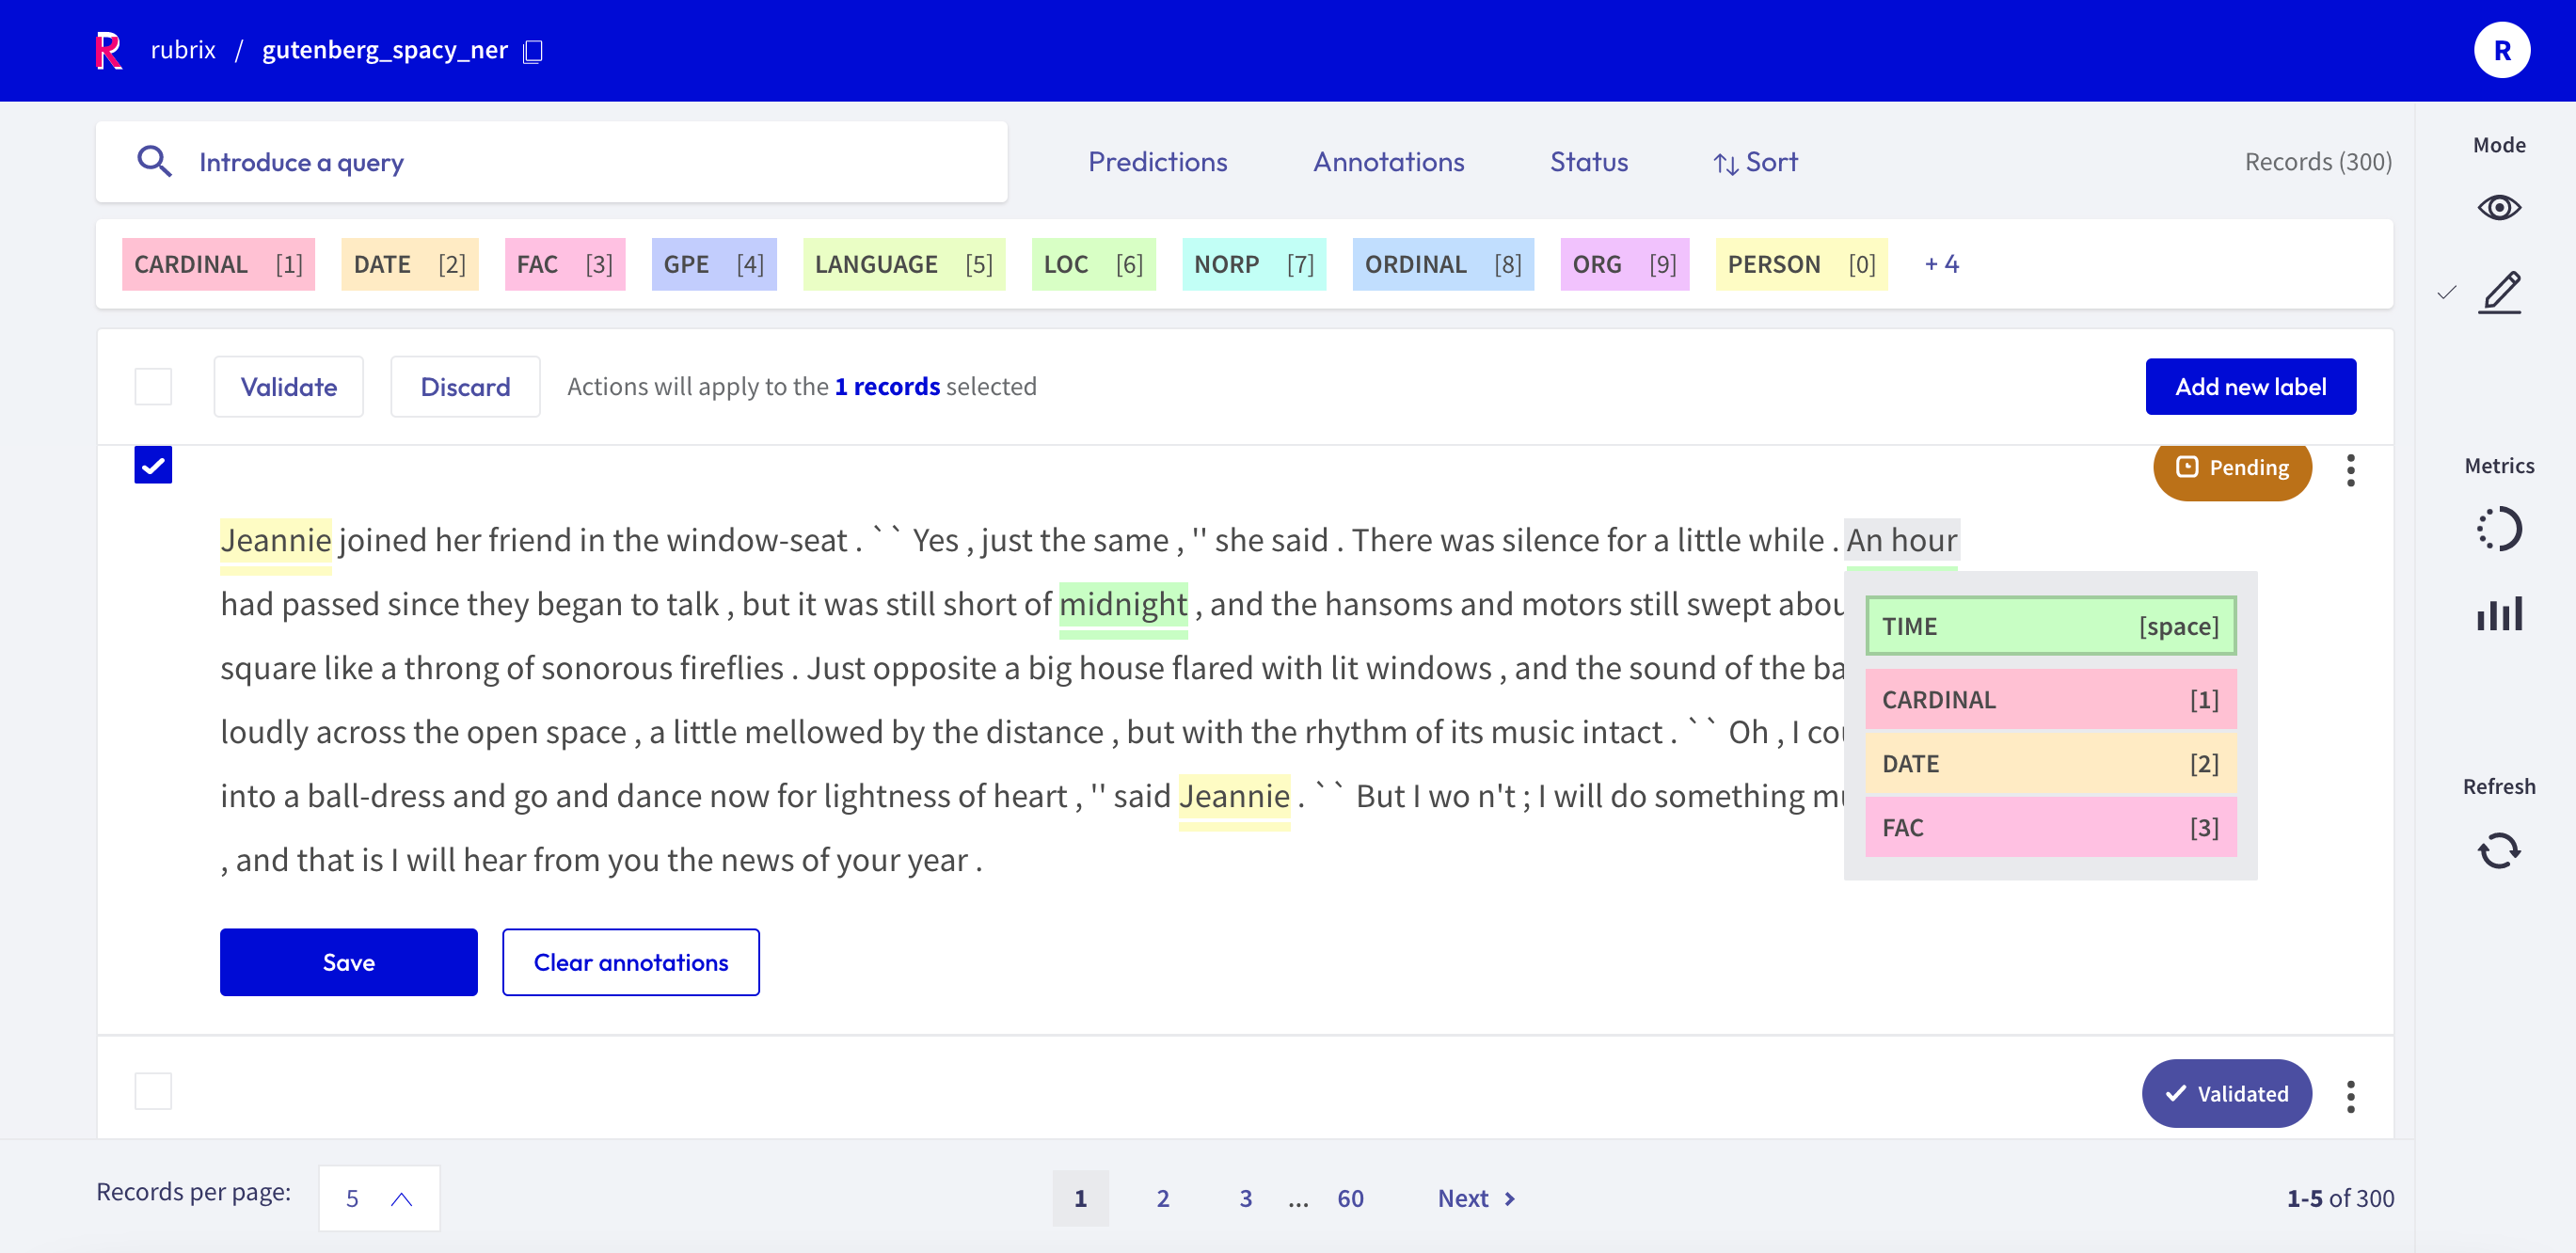 R rubrix / gutenberg_spacy_ner R
Introduce a query Predictions Annotations Status Sort Records (300)
Mode
CARDINAL [1] DATE [2] FAC [3] GPE [4] LANGUAGE [5] LOC [6] NORP [7] ORDINAL [8] ORG [9] PERSON [0] + 4
Validate Discard Actions will apply to the 1 records selected Add new label
Pending
Metrics
Jeannie joined her friend in the window-seat . `` Yes , just the same , '' she said . There was silence for a little while . An hour
had passed since they began to talk , but it was still short of midnight , and the hansoms and motors still swept
square like a throng of sonorous fireflies . Just opposite a big house flared with lit windows , and the sound of the
loudly across the open space , a little mellowed by the distance , but with the rhythm of its music intact . `` Oh , I
into a ball-dress and go and dance now for lightness of heart , '' said Jeannie . `` But I wo n't ; I will do something
, and that is I will hear from you the news of your year .
TIME [space]
CARDINAL [1]
DATE [2]
FAC [3]
Refresh
Save Clear annotations
Validated
Records per page: 5 1 2 3 ... 60 Next 1-5 of 300